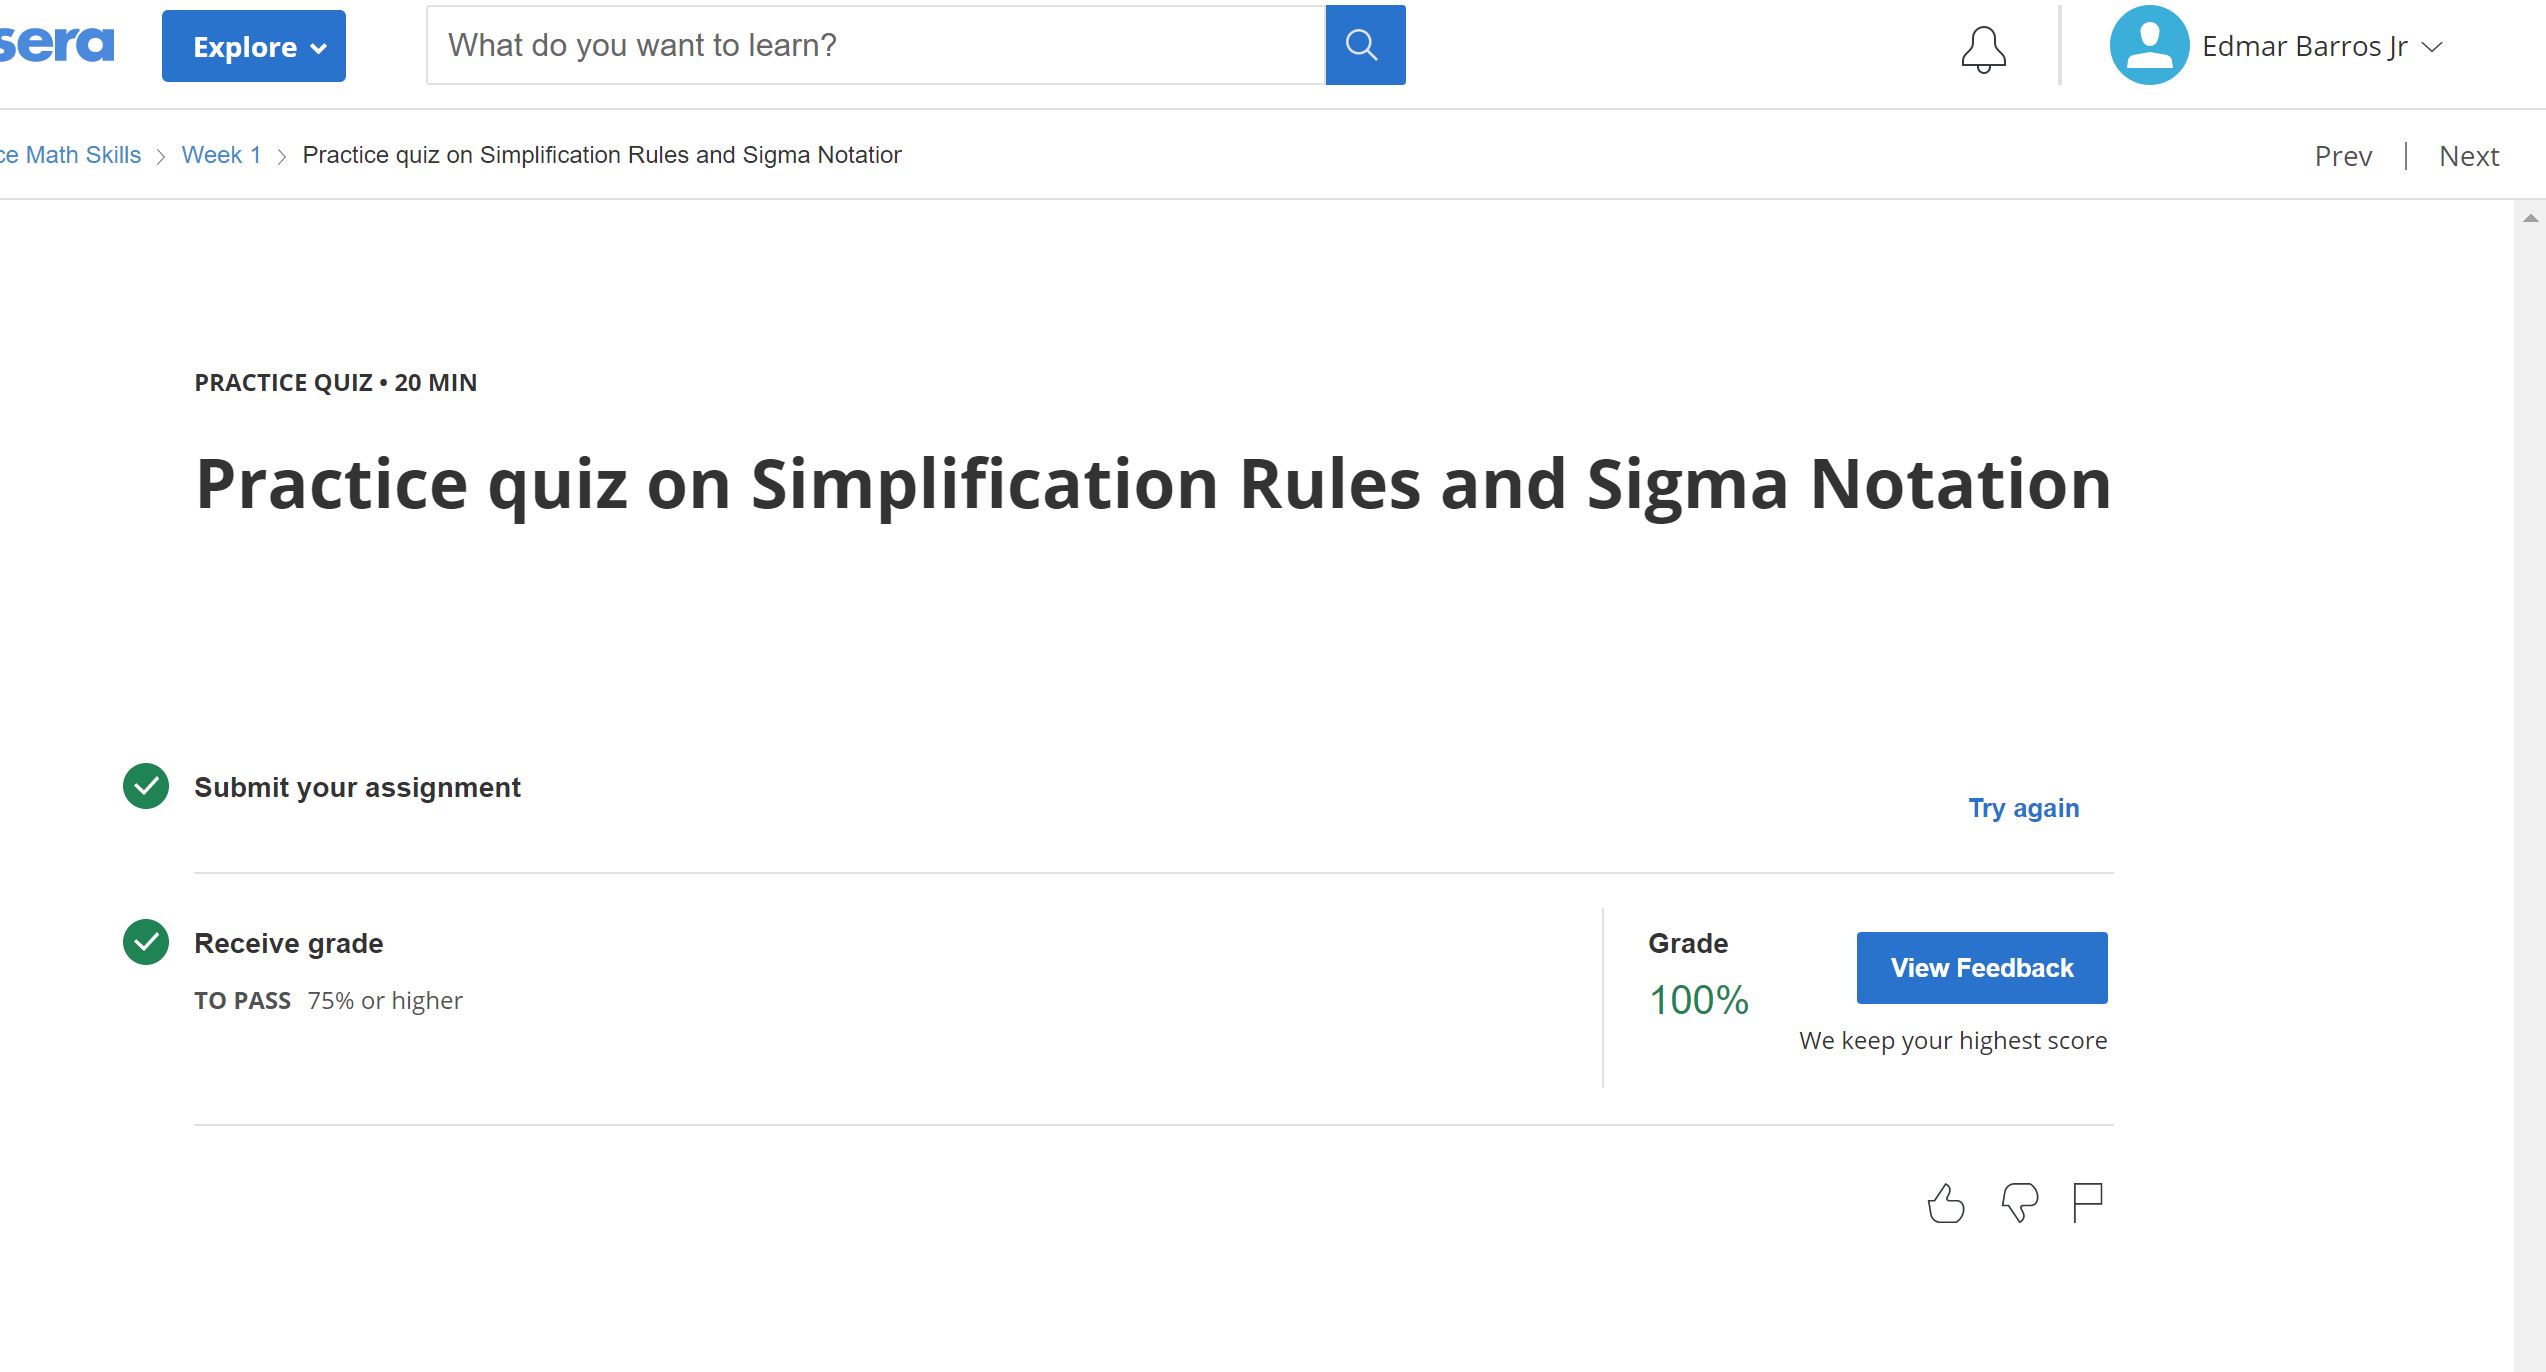 sera
Explore
What do you want to learn?
Edmar Barros Jr
ce Math Skills > Week 1 > Practice quiz on Simplification Rules and Sigma Notation
Prev | Next
PRACTICE QUIZ • 20 MIN
Practice quiz on Simplification Rules and Sigma Notation
Submit your assignment
Try again
Receive grade
TO PASS 75% or higher
Grade
100%
View Feedback
We keep your highest score